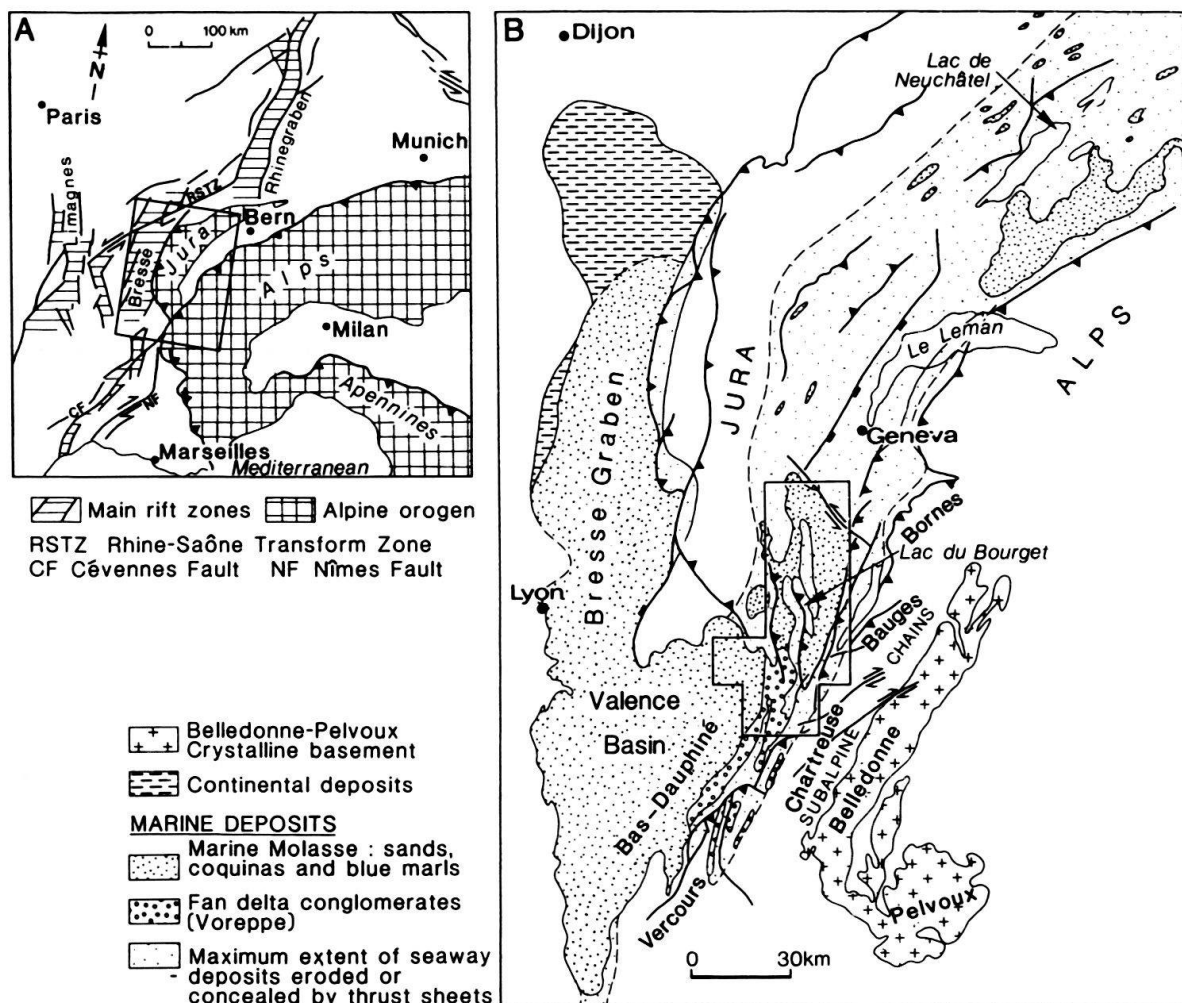 A
0 100 km
N
Paris
Munich
Limagnes
Rhinegraben
RSTZ
Bern
Jura
Bresse
Alps
Milan
Apennines
CF
NF
Marseilles
Mediterranean
Main rift zones
Alpine orogen
RSTZ Rhine-Saône Transform Zone
CF Cévennes Fault NF Nîmes Fault
Belledonne-Pelvoux
Crystalline basement
Continental deposits
MARINE DEPOSITS
Marine Molasse : sands,
coquinas and blue marls
Fan delta conglomerates
(Voreppe)
Maximum extent of seaway
deposits eroded or
concealed by thrust sheets
B
Dijon
Lac de
Neuchâtel
Le Leman
ALPS
JURA
Bresse Graben
Geneva
Bornes
Lac du Bourget
Lyon
Bauges
Valence
Basin
Bas-Dauphiné
Chartreuse
SUBALPINE CHAINS
Belledonne
Vercours
Pelvoux
0 30km